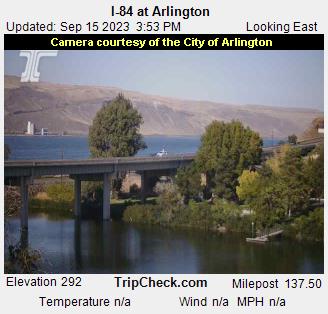 I-84 at Arlington
Updated: Sep 15 2023 3:53 PM Looking East
Camera courtesy of the City of Arlington
Elevation 292 TripCheck.com Milepost 137.50
Temperature n/a Wind n/a MPH n/a